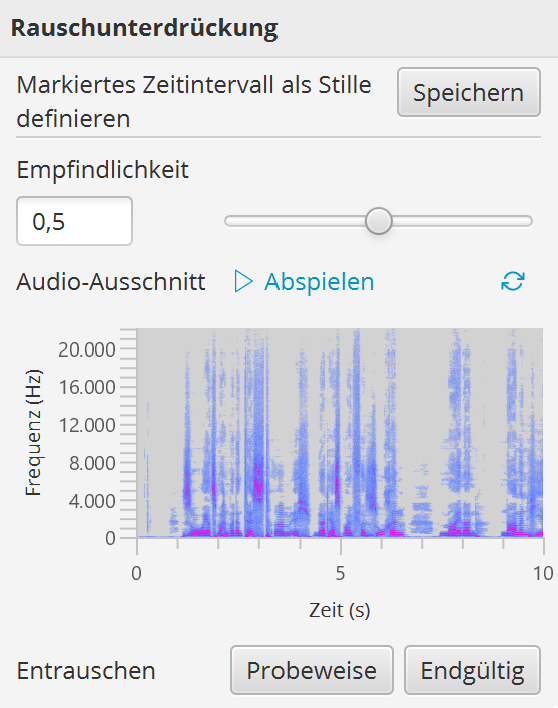 Rauschunterdrückung
Markiertes Zeitintervall als Stille
definieren
Speichern
Empfindlichkeit
0,5
Audio-Ausschnitt
Abspielen
Frequenz (Hz)
20.000
16.000
12.000
8.000
4.000
0
0
5
10
Zeit (s)
Entrauschen
Probeweise
Endgültig